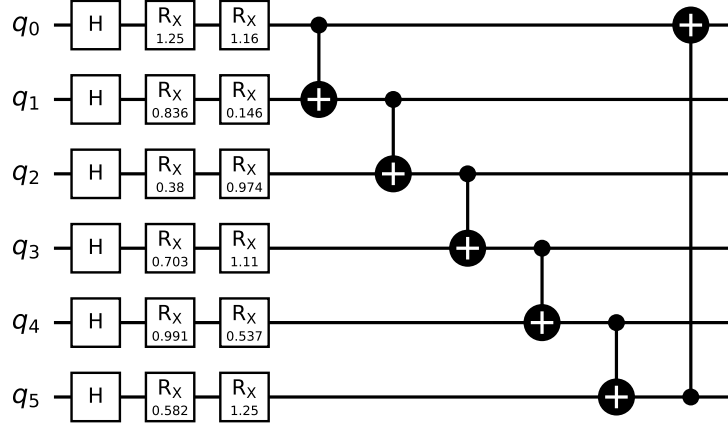 q0 H RX 1.25 RX 1.16
q1 H RX 0.836 RX 0.146
q2 H RX 0.38 RX 0.974
q3 H RX 0.703 RX 1.11
q4 H RX 0.991 RX 0.537
q5 H RX 0.582 RX 1.25